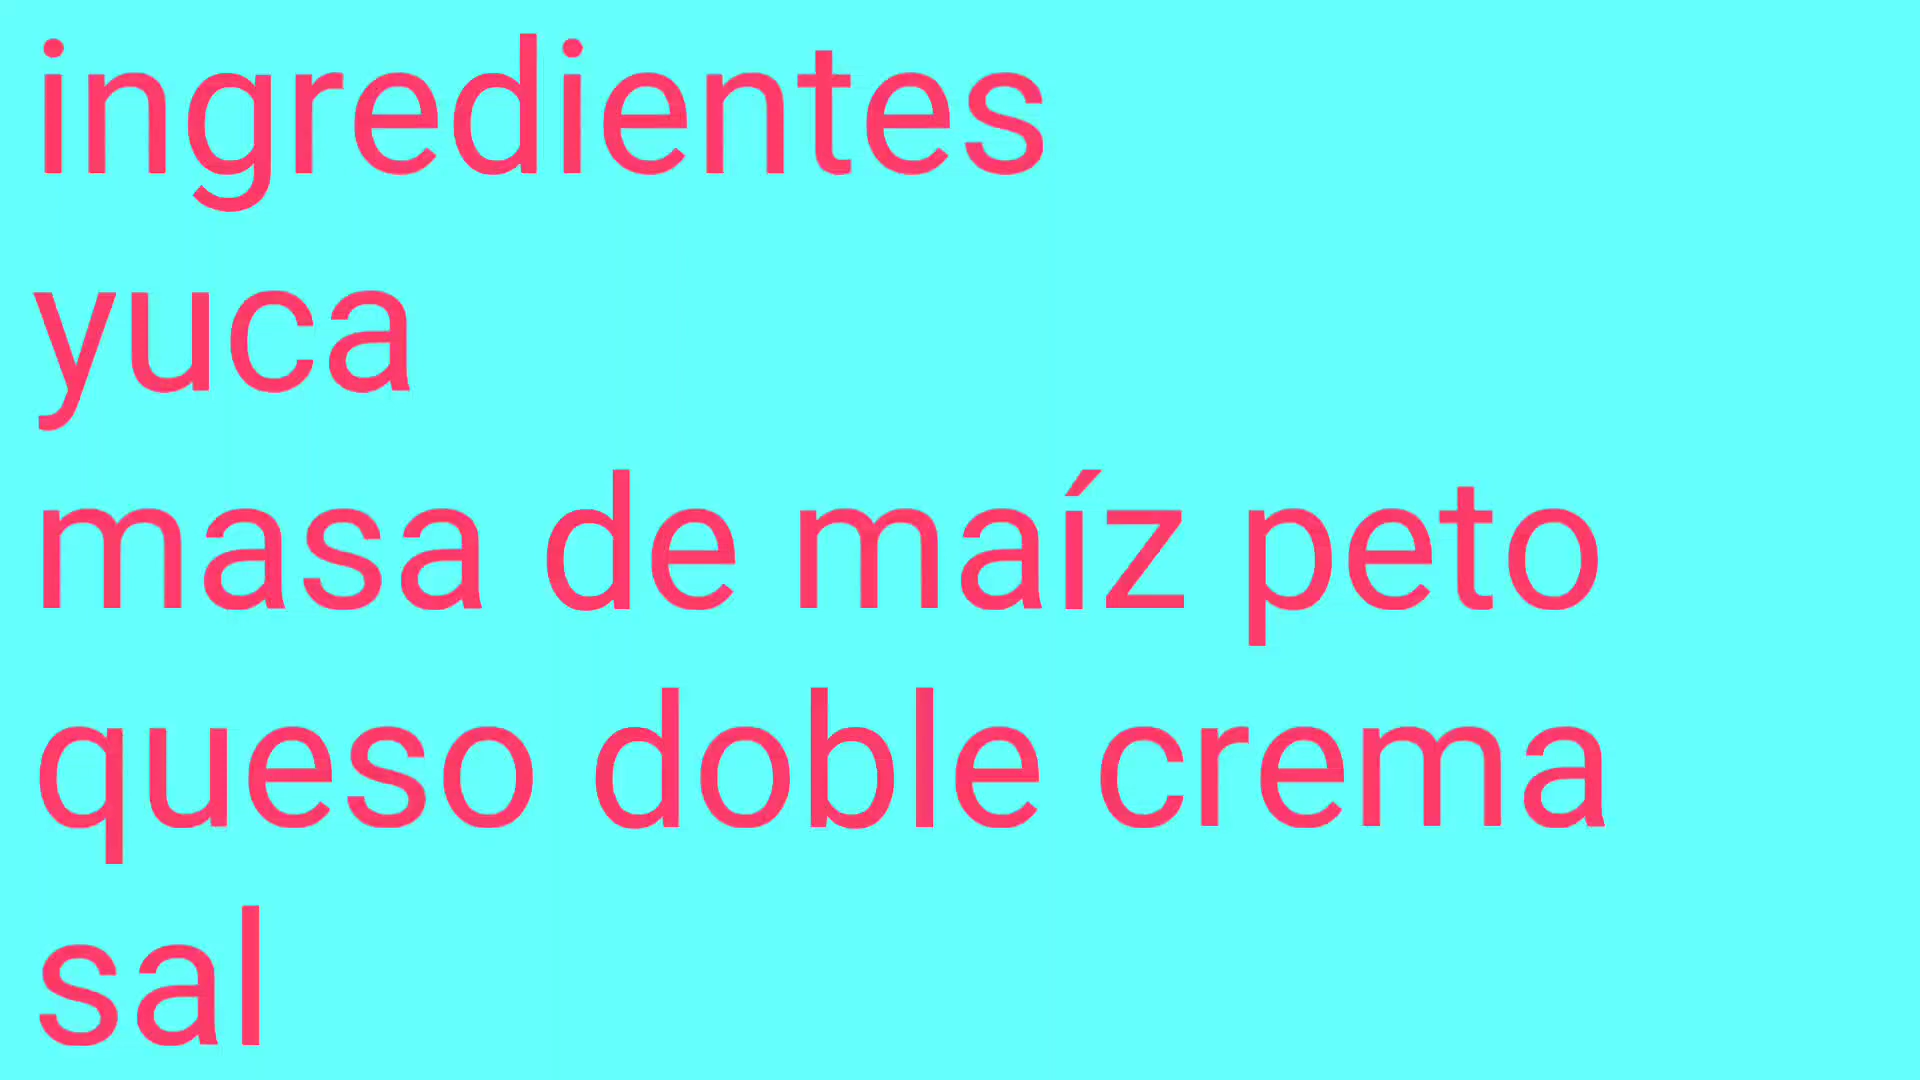 ingredientes
yuca
masa de maíz peto
queso doble crema
sal